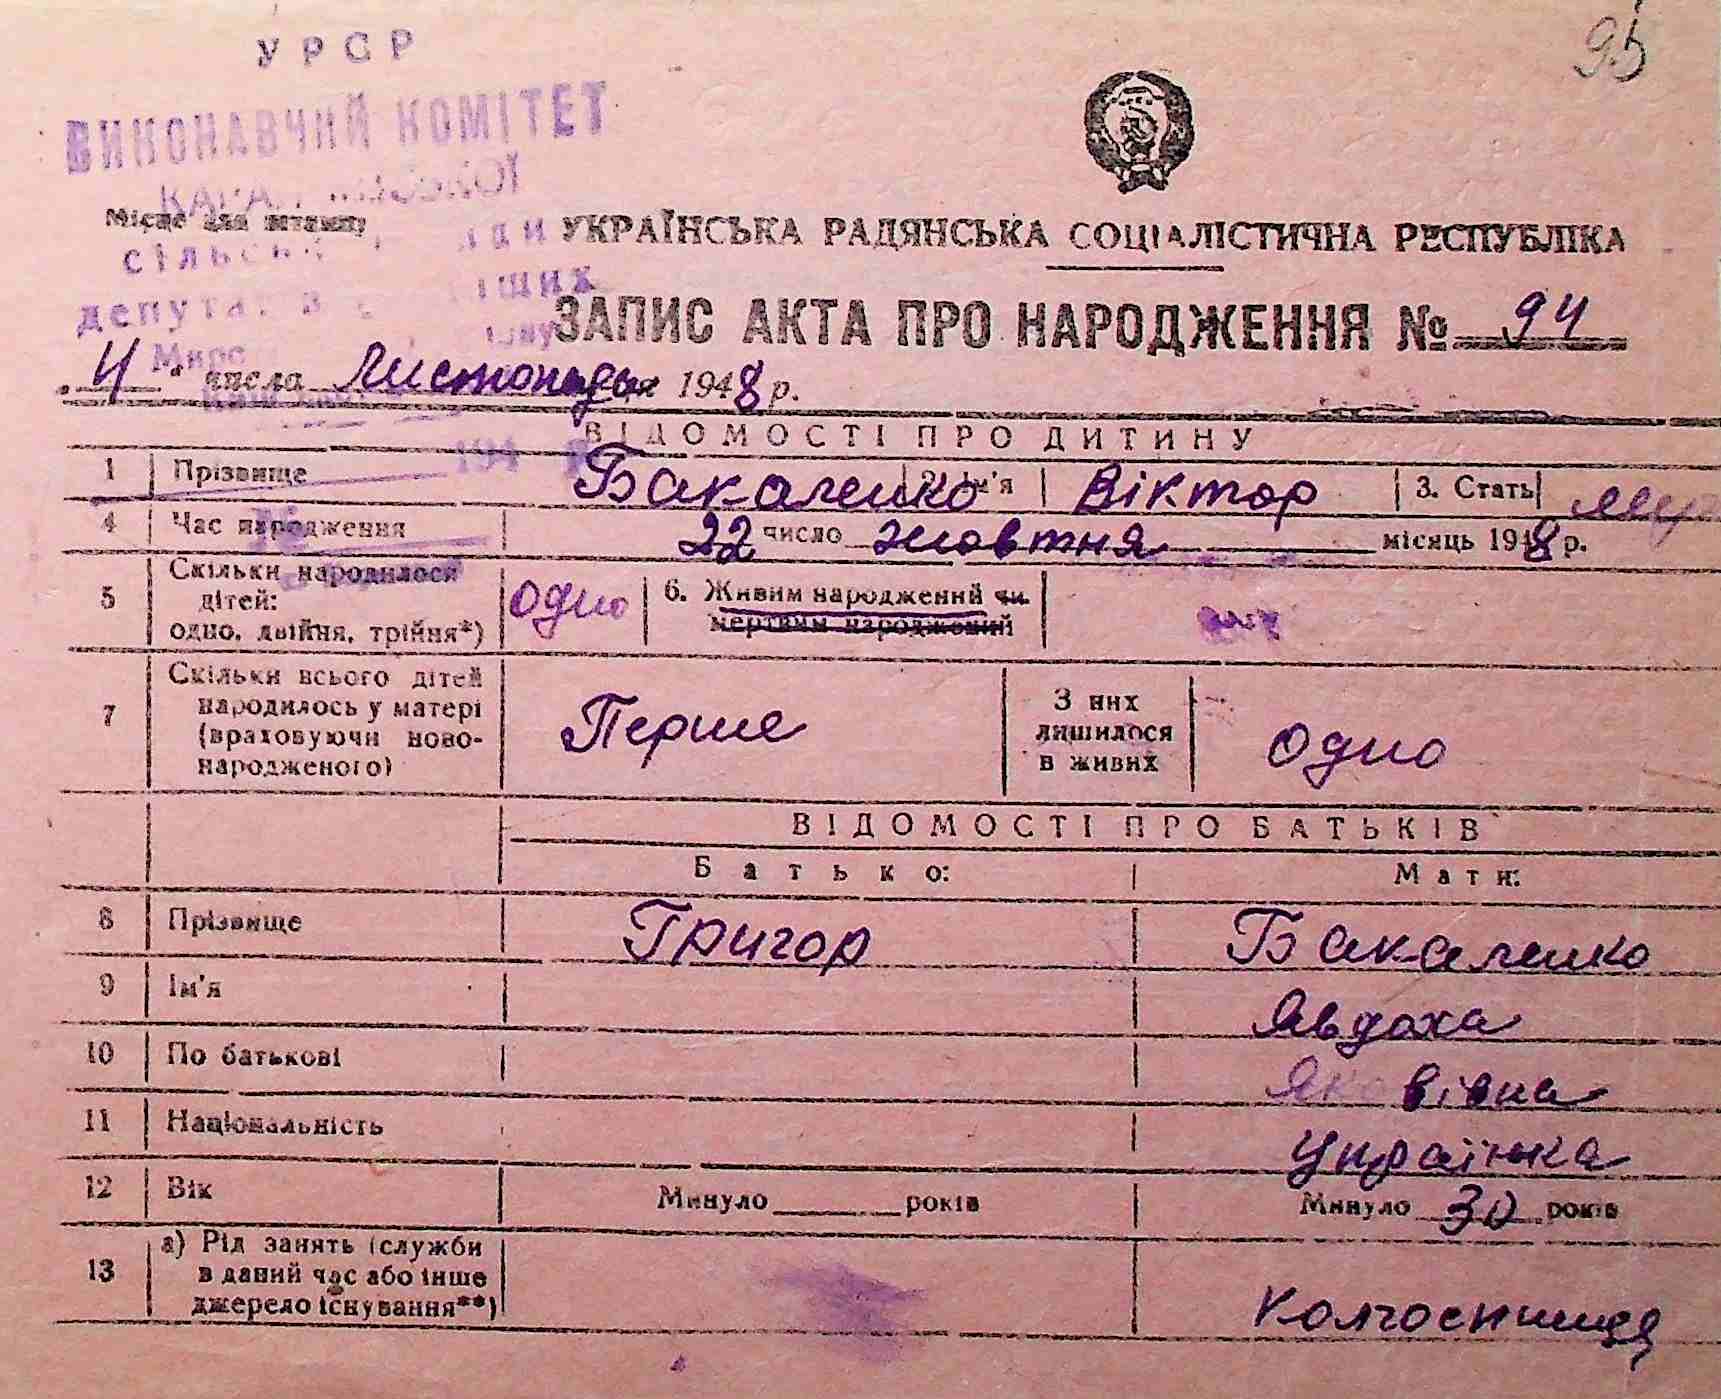 95
УРСР
ВИКОНАВЧИЙ КОМІТЕТ
Місце для штампу
УКРАЇНСЬКА РАДЯНСЬКА СОЦІАЛІСТИЧНА РЕСПУБЛІКА
ЗАПИС АКТА ПРО НАРОДЖЕННЯ № 94
"4" числа Листопада 1948 р.
ВІДОМОСТІ ПРО ДИТИНУ
1 Прізвище Бакаленко 2. Ім'я Віктор 3. Стать
4 Час народження 22 число жовтня місяць 1948 р.
5 Скільки народилося дітей: одно, двійня, трійня*) одно 6. Живим народжений чи мертвим народжений
7 Скільки всього дітей народилось у матері (враховуючи ново-народженого) Перше З них лишилося в живих одно
ВІДОМОСТІ ПРО БАТЬКІВ
Батько: Мати:
8 Прізвище Григор Бакаленко
9 Ім'я Явдоха
10 По батькові Яковівна
11 Національність Українка
12 Вік Минуло років Минуло 30 років
13 а) Рід занять (служби в даний час або інше джерело існування**) колгоспниця